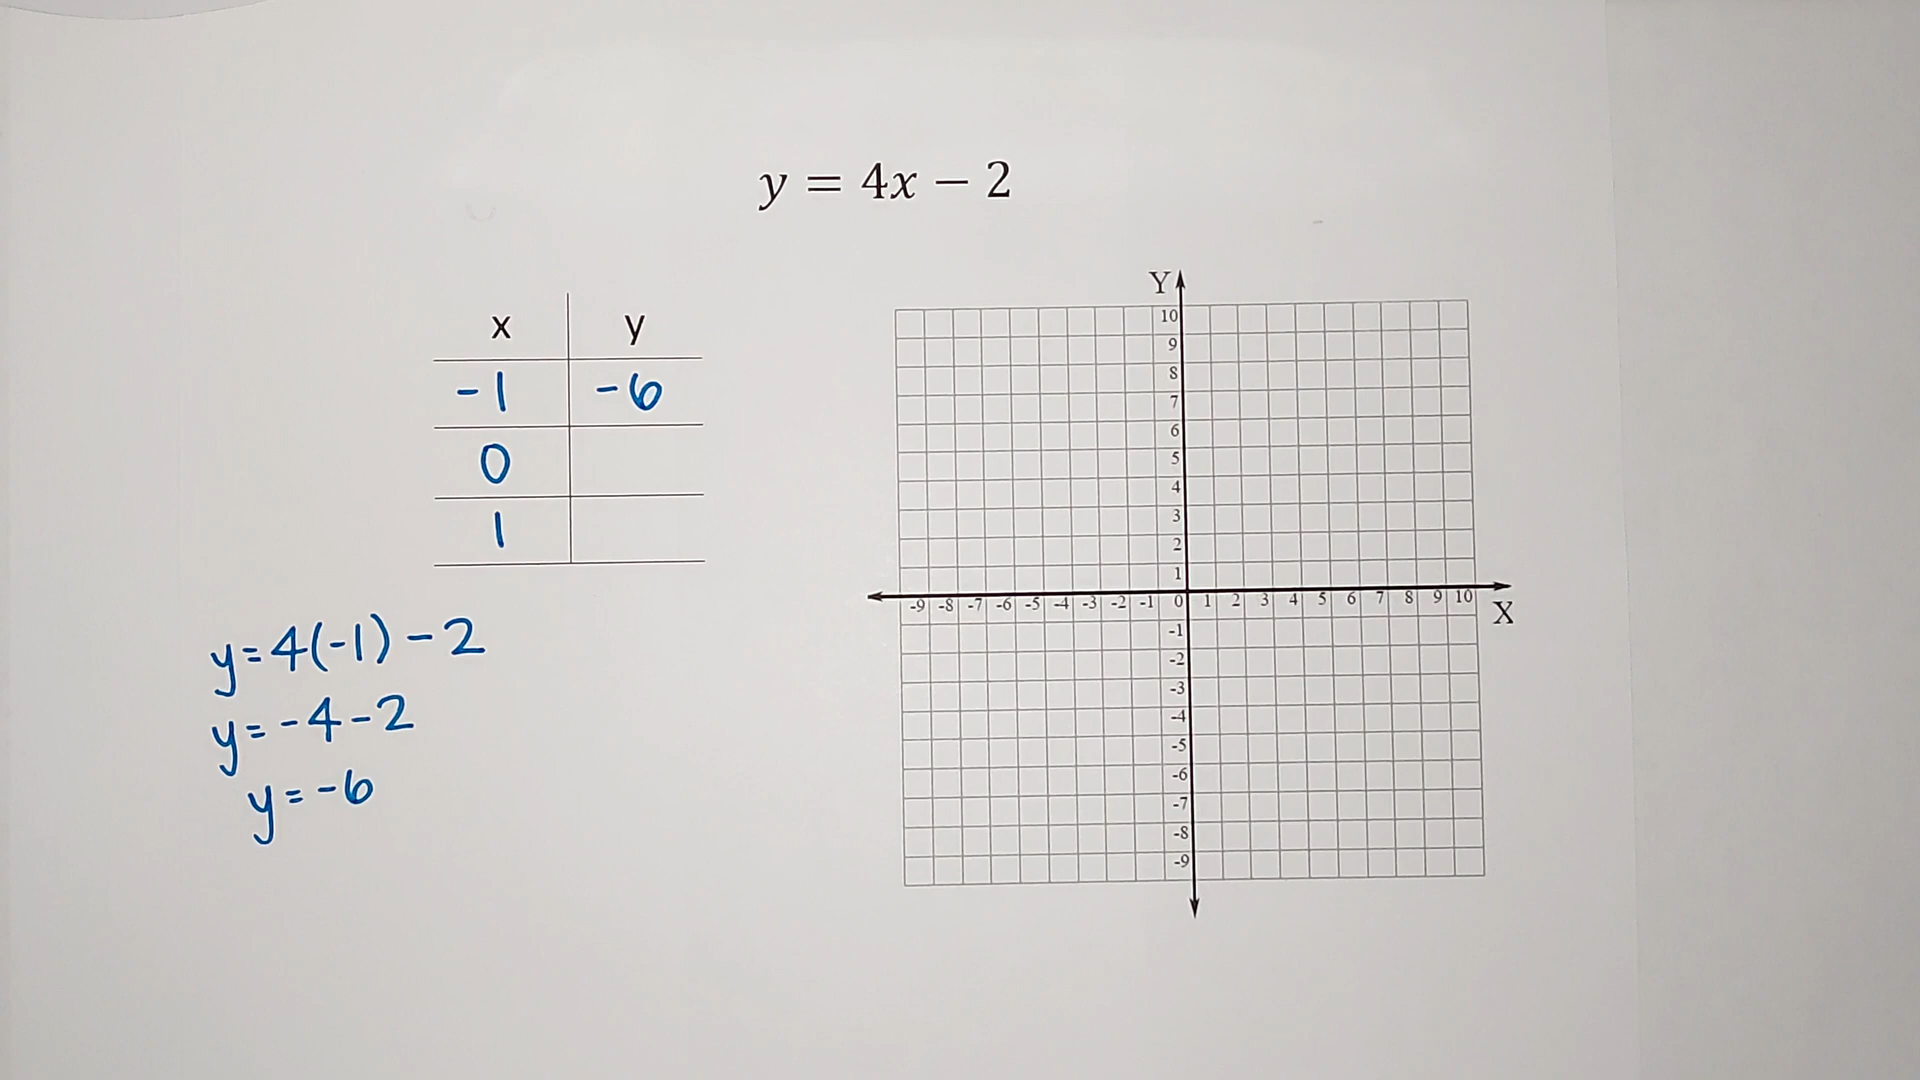 y = 4x − 2
x y
-1 -6
0
1
y=4(-1)-2
y=-4-2
y=-6
Y
10
9
8
7
6
5
4
3
2
1
-9 -8 -7 -6 -5 -4 -3 -2 -1 0 1 2 3 4 5 6 7 8 9 10
X
-1
-2
-3
-4
-5
-6
-7
-8
-9